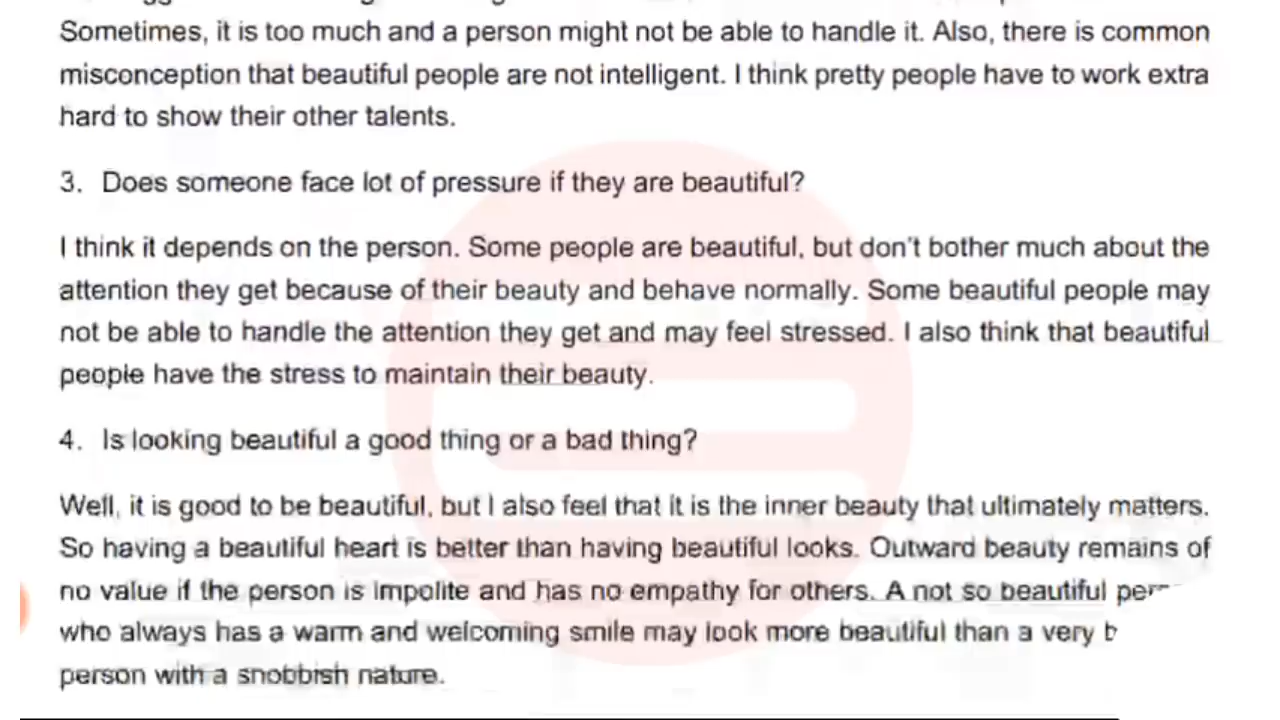 Sometimes, it is too much and a person might not be able to handle it. Also, there is common
misconception that beautiful people are not intelligent. I think pretty people have to work extra
hard to show their other talents.
3. Does someone face lot of pressure if they are beautiful?
I think it depends on the person. Some people are beautiful, but don't bother much about the
attention they get because of their beauty and behave normally. Some beautiful people may
not be able to handle the attention they get and may feel stressed. I also think that beautiful
people have the stress to maintain their beauty.
4. Is looking beautiful a good thing or a bad thing?
Well, it is good to be beautiful, but I also feel that it is the inner beauty that ultimately matters.
So having a beautiful heart is better than having beautiful looks. Outward beauty remains of
no value if the person is impolite and has no empathy for others. A not so beautiful
who always has a warm and welcoming smile may look more beautiful than a very
person with a snobbish nature.